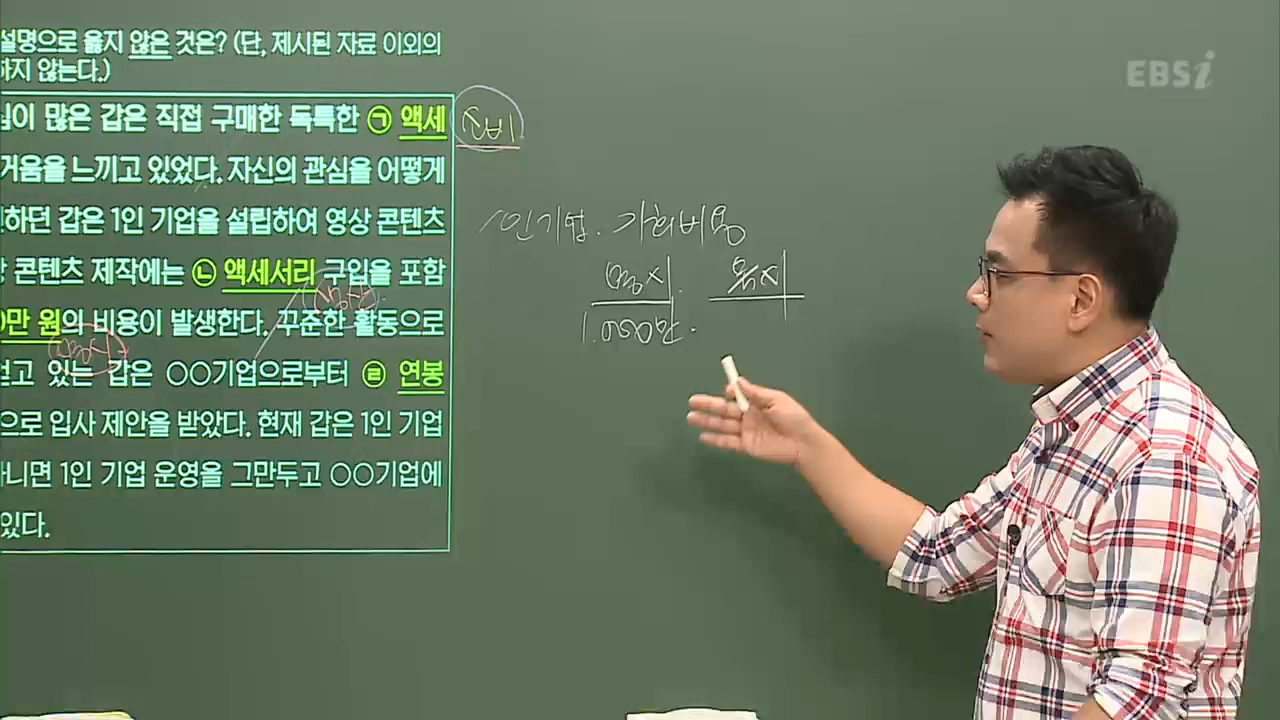 설명으로 옳지 않은 것은? (단, 제시된 자료 이외의
하지 않는다.)
EBSi
심이 많은 갑은 직접 구매한 독특한 ㉠ 액세
소비
거움을 느끼고 있었다. 자신의 관심을 어떻게
하던 갑은 1인 기업을 설립하여 영상 콘텐츠
1인기업. 기회비용
콘텐츠 제작에는 ㉡ 액세서리 구입을 포함
생산
명시
0만 원의 비용이 발생한다. 꾸준한 활동으로
1,000만.
얻고 있는 갑은 ○○기업으로부터 ㉣ 연봉
으로 입사 제안을 받았다. 현재 갑은 1인 기업
아니면 1인 기업 운영을 그만두고 ○○기업에
있다.